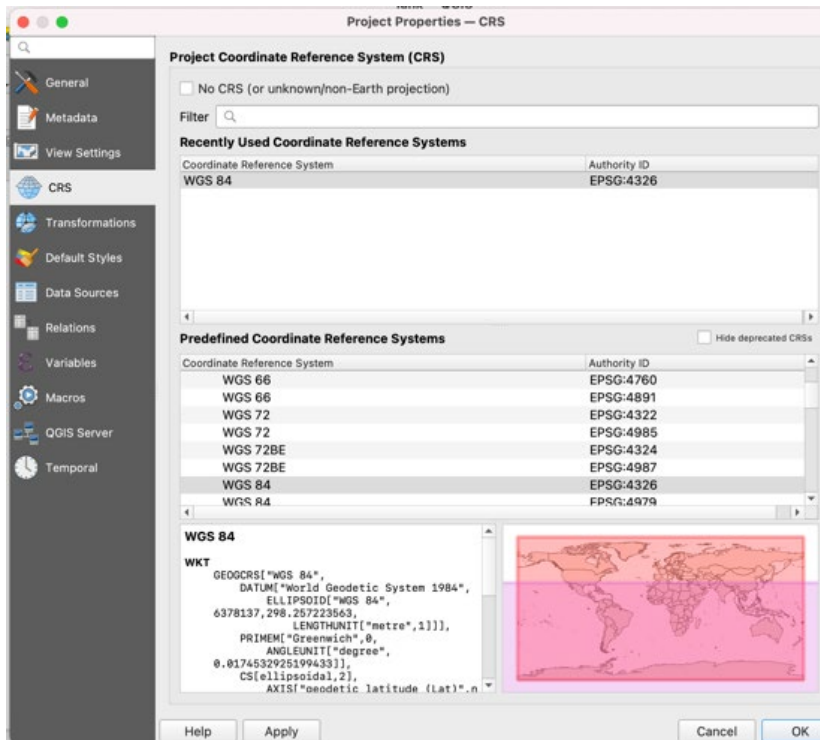 Project Properties — CRS
General
Metadata
View Settings
CRS
Transformations
Default Styles
Data Sources
Relations
Variables
Macros
QGIS Server
Temporal
Project Coordinate Reference System (CRS)
No CRS (or unknown/non-Earth projection)
Filter
Recently Used Coordinate Reference Systems
Coordinate Reference System Authority ID
WGS 84 EPSG:4326
Predefined Coordinate Reference Systems Hide deprecated CRSs
Coordinate Reference System Authority ID
WGS 66 EPSG:4760
WGS 66 EPSG:4891
WGS 72 EPSG:4322
WGS 72 EPSG:4985
WGS 72BE EPSG:4324
WGS 72BE EPSG:4987
WGS 84 EPSG:4326
WGS 84 EPSG:4979
WGS 84
WKT
GEOGCRS["WGS 84",
DATUM["World Geodetic System 1984",
ELLIPSOID["WGS 84",
6378137,298.257223563,
LENGTHUNIT["metre",1]]],
PRIMEM["Greenwich",0,
ANGLEUNIT["degree",
0.0174532925199433]],
CS[ellipsoidal,2],
AXIS["geodetic latitude (Lat)",n
Help Apply Cancel OK